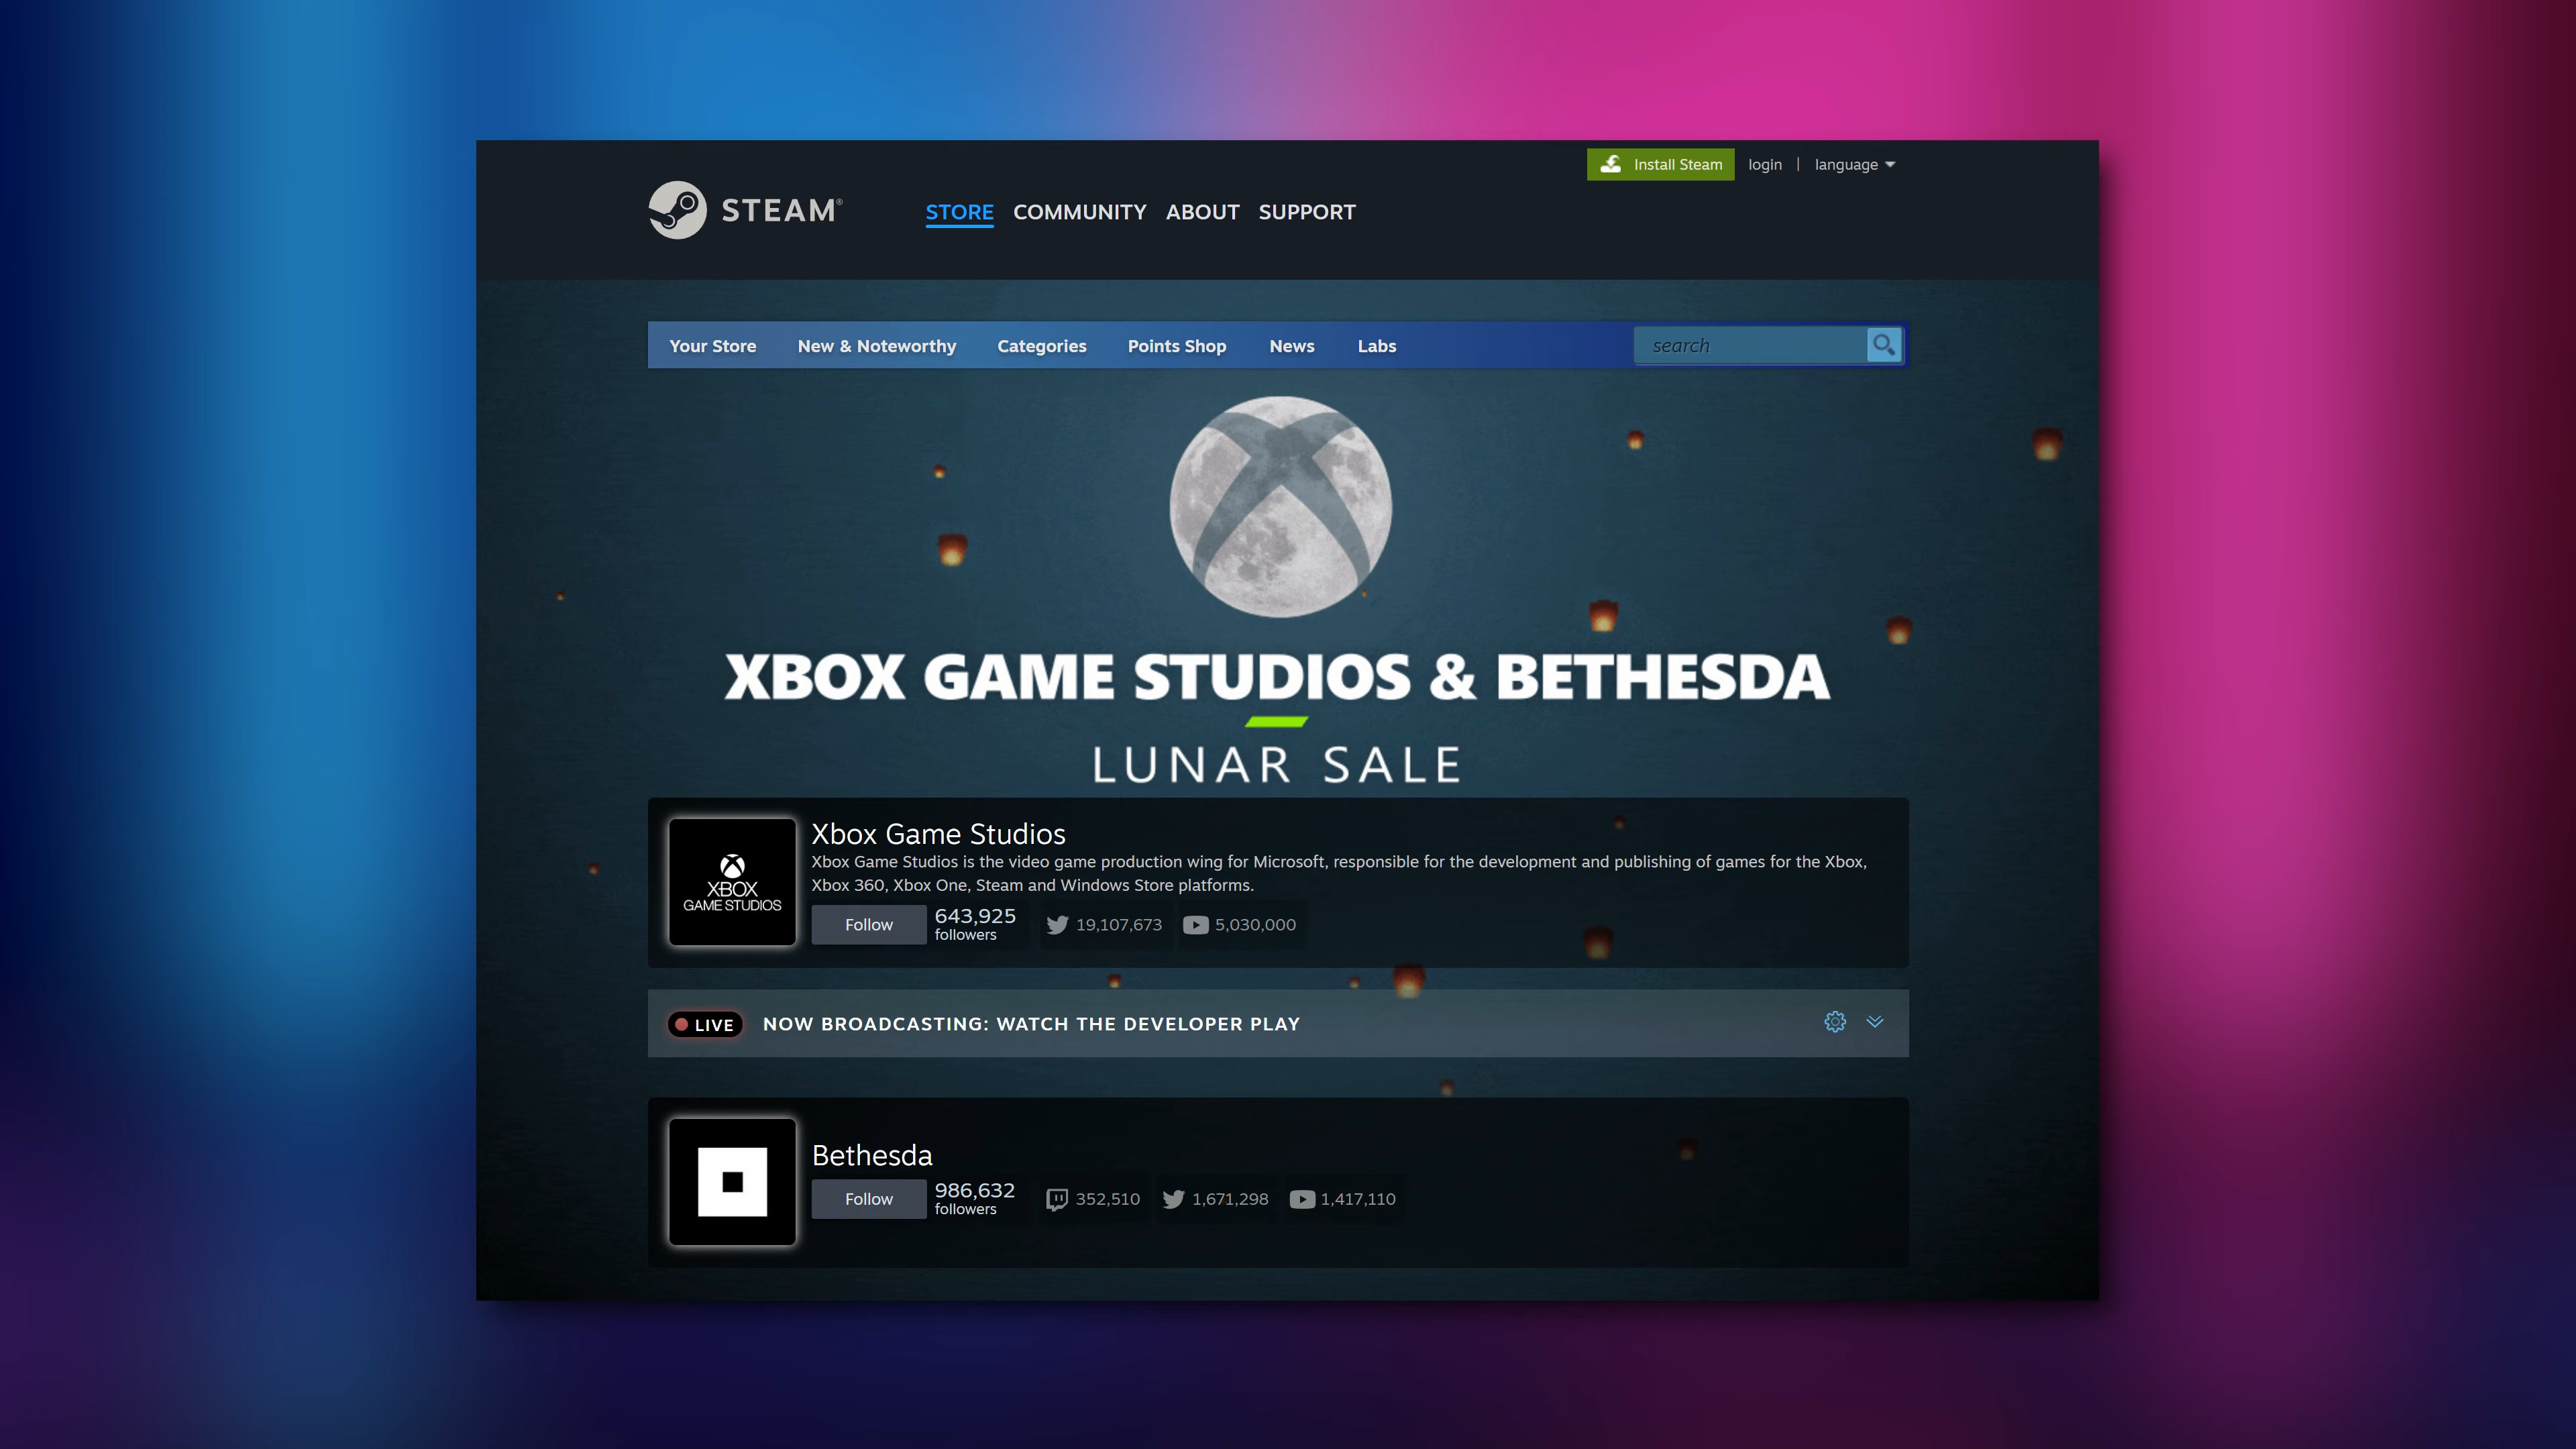 Install Steam login | language
STEAM®
STORE COMMUNITY ABOUT SUPPORT
Your Store New & Noteworthy Categories Points Shop News Labs search
XBOX GAME STUDIOS & BETHESDA
LUNAR SALE
XBOX
GAME STUDIOS
Xbox Game Studios
Xbox Game Studios is the video game production wing for Microsoft, responsible for the development and publishing of games for the Xbox,
Xbox 360, Xbox One, Steam and Windows Store platforms.
Follow 643,925 followers 19,107,673 5,030,000
LIVE NOW BROADCASTING: WATCH THE DEVELOPER PLAY
Bethesda
Follow 986,632 followers 352,510 1,671,298 1,417,110